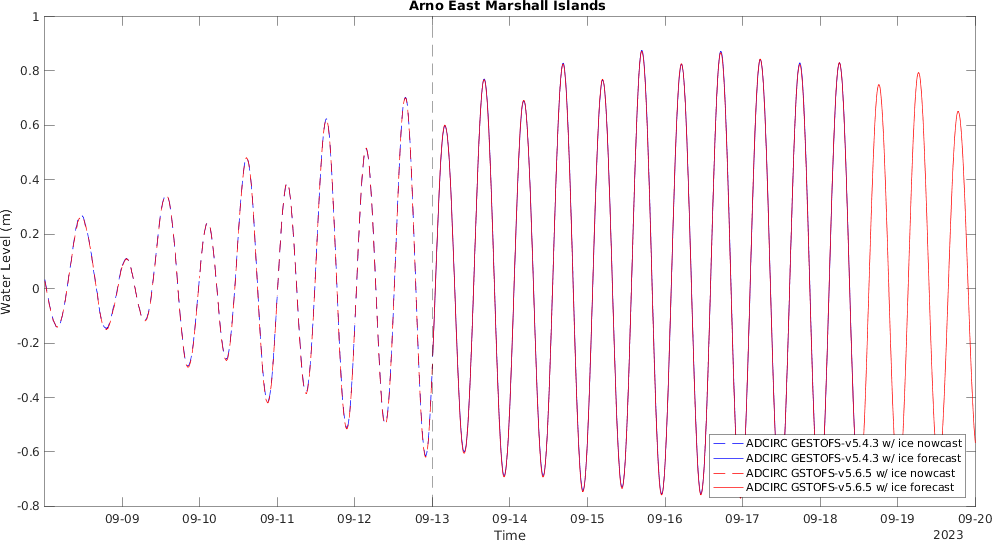 Arno East Marshall Islands
1
0.8
0.6
0.4
0.2
0
-0.2
-0.4
-0.6
-0.8
Water Level (m)
ADCIRC GESTOFS-v5.4.3 w/ ice nowcast
ADCIRC GESTOFS-v5.4.3 w/ ice forecast
ADCIRC GSTOFS-v5.6.5 w/ ice nowcast
ADCIRC GSTOFS-v5.6.5 w/ ice forecast
09-09 09-10 09-11 09-12 09-13 09-14 09-15 09-16 09-17 09-18 09-19 09-20
Time
2023